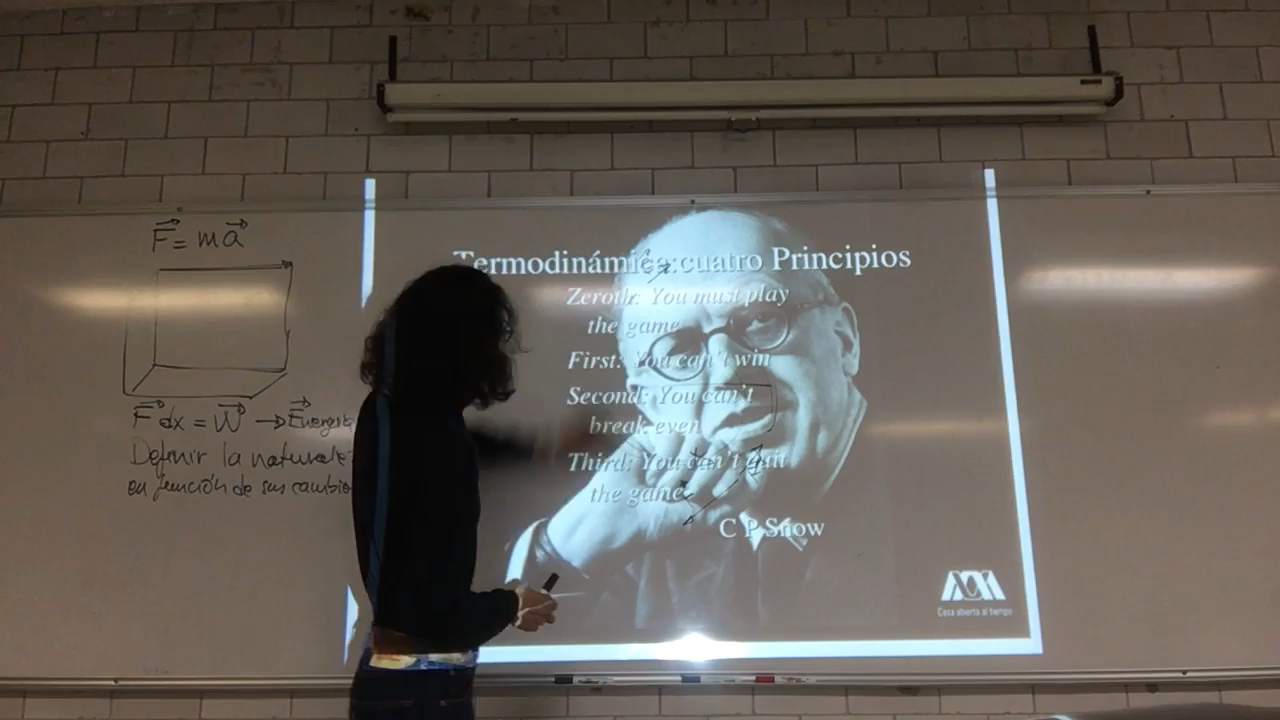 F = ma
F dx = W → Energía
Definir la naturale
en función de sus cambio
Termodinámica:cuatro Principios
Zeroth: You must play
the game
First: You can't win
Second: You can't
break even
Third: You can't quit
the game
C P Snow
Casa abierta al tiempo